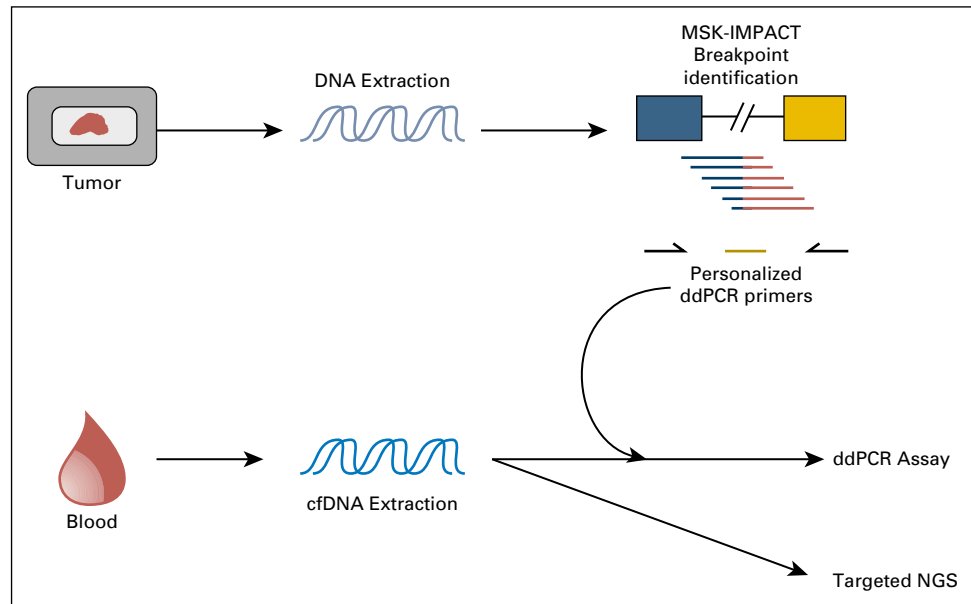 MSK-IMPACT
Breakpoint
identification
DNA Extraction
Tumor
Personalized
ddPCR primers
ddPCR Assay
cfDNA Extraction
Blood
Targeted NGS